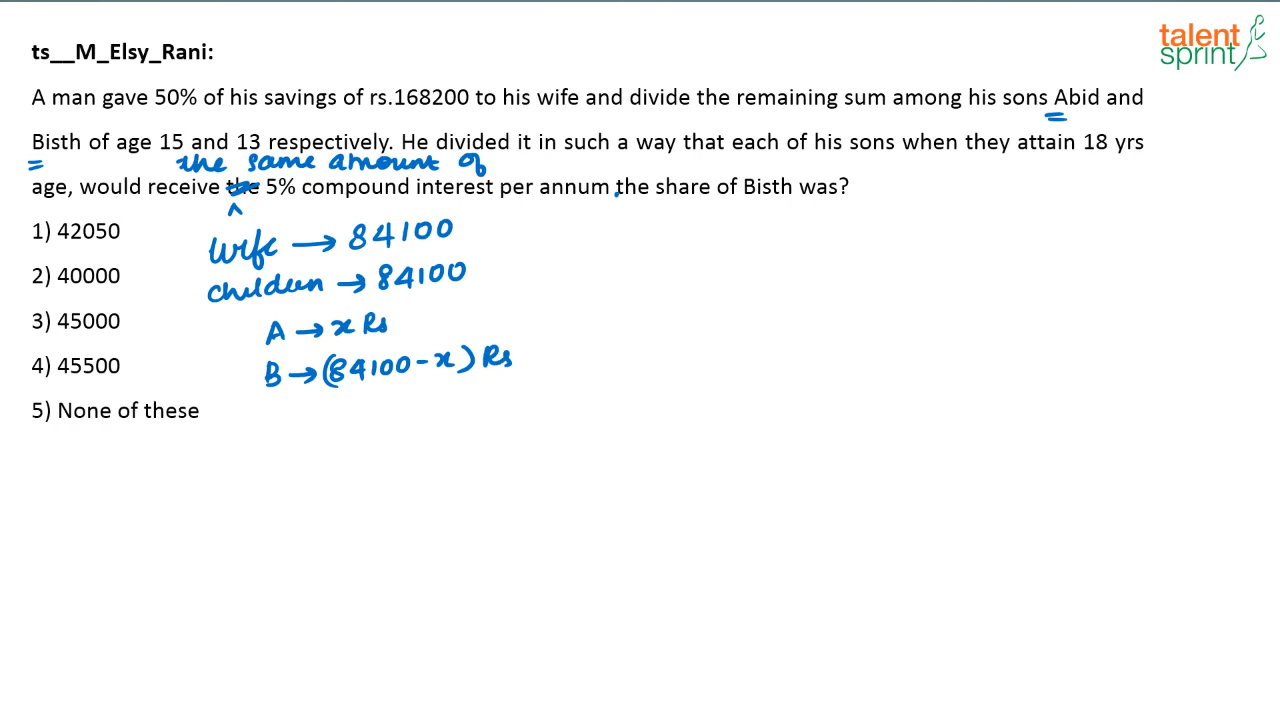 talent
sprint
ts__M_Elsy_Rani:
A man gave 50% of his savings of rs.168200 to his wife and divide the remaining sum among his sons Abid and
Bisth of age 15 and 13 respectively. He divided it in such a way that each of his sons when they attain 18 yrs
the same amount of
age, would receive the 5% compound interest per annum.the share of Bisth was?
1) 42050
wife → 84100
2) 40000
children → 84100
3) 45000
A → x Rs
4) 45500
B → (84100 - x) Rs
5) None of these